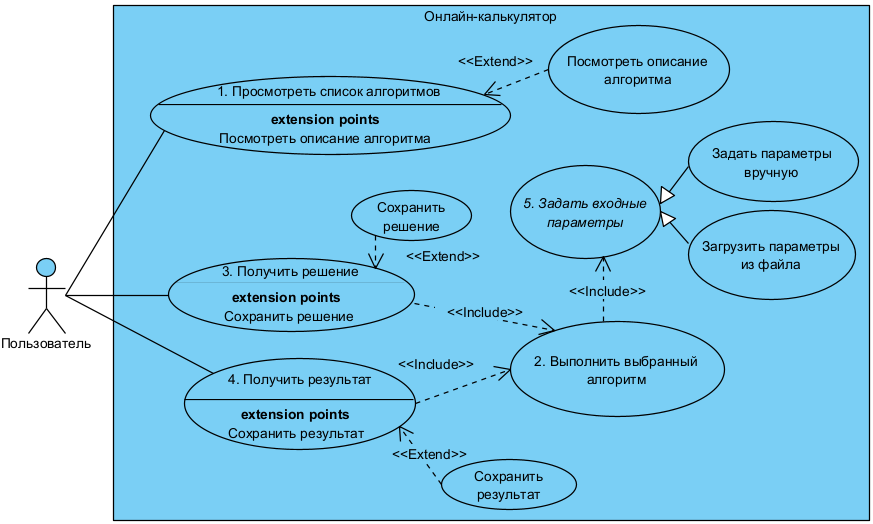 Онлайн-калькулятор
<<Extend>>
Посмотреть описание
алгоритма
1. Просмотреть список алгоритмов
extension points
Посмотреть описание алгоритма
Задать параметры
вручную
5. Задать входные
параметры
Сохранить
решение
Загрузить параметры
из файла
<<Extend>>
3. Получить решение
extension points
Сохранить решение
<<Include>>
<<Include>>
Пользователь
2. Выполнить выбранный
алгоритм
<<Include>>
4. Получить результат
extension points
Сохранить результат
<<Extend>>
Сохранить
результат